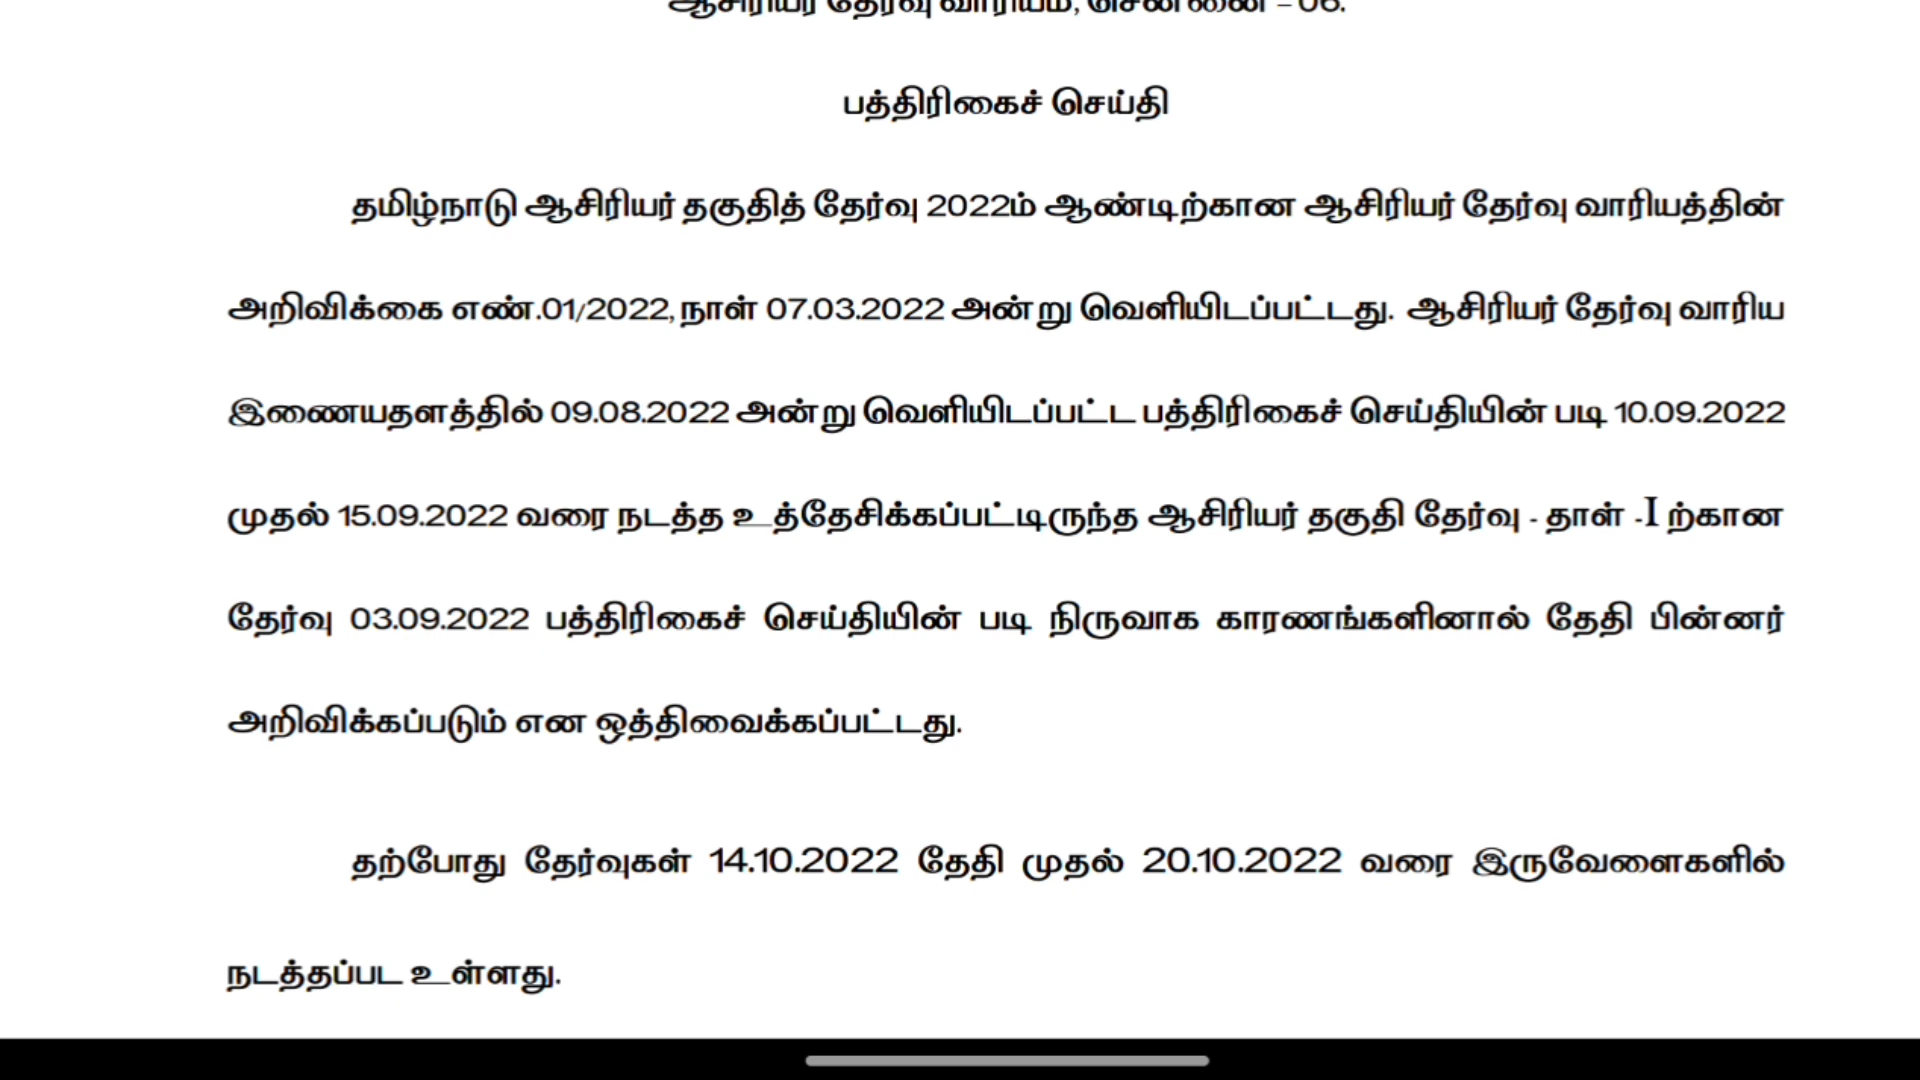 ஆசிரியர் தேர்வு வாரியம், சென்னை – 06.
பத்திரிகைச் செய்தி
தமிழ்நாடு ஆசிரியர் தகுதித் தேர்வு 2022ம் ஆண்டிற்கான ஆசிரியர் தேர்வு வாரியத்தின்
அறிவிக்கை எண்.01/2022, நாள் 07.03.2022 அன்று வெளியிடப்பட்டது. ஆசிரியர் தேர்வு வாரிய
இணையதளத்தில் 09.08.2022 அன்று வெளியிடப்பட்ட பத்திரிகைச் செய்தியின் படி 10.09.2022
முதல் 15.09.2022 வரை நடத்த உத்தேசிக்கப்பட்டிருந்த ஆசிரியர் தகுதி தேர்வு - தாள் -I ற்கான
தேர்வு 03.09.2022 பத்திரிகைச் செய்தியின் படி நிருவாக காரணங்களினால் தேதி பின்னர்
அறிவிக்கப்படும் என ஒத்திவைக்கப்பட்டது.
தற்போது தேர்வுகள் 14.10.2022 தேதி முதல் 20.10.2022 வரை இருவேளைகளில்
நடத்தப்பட உள்ளது.